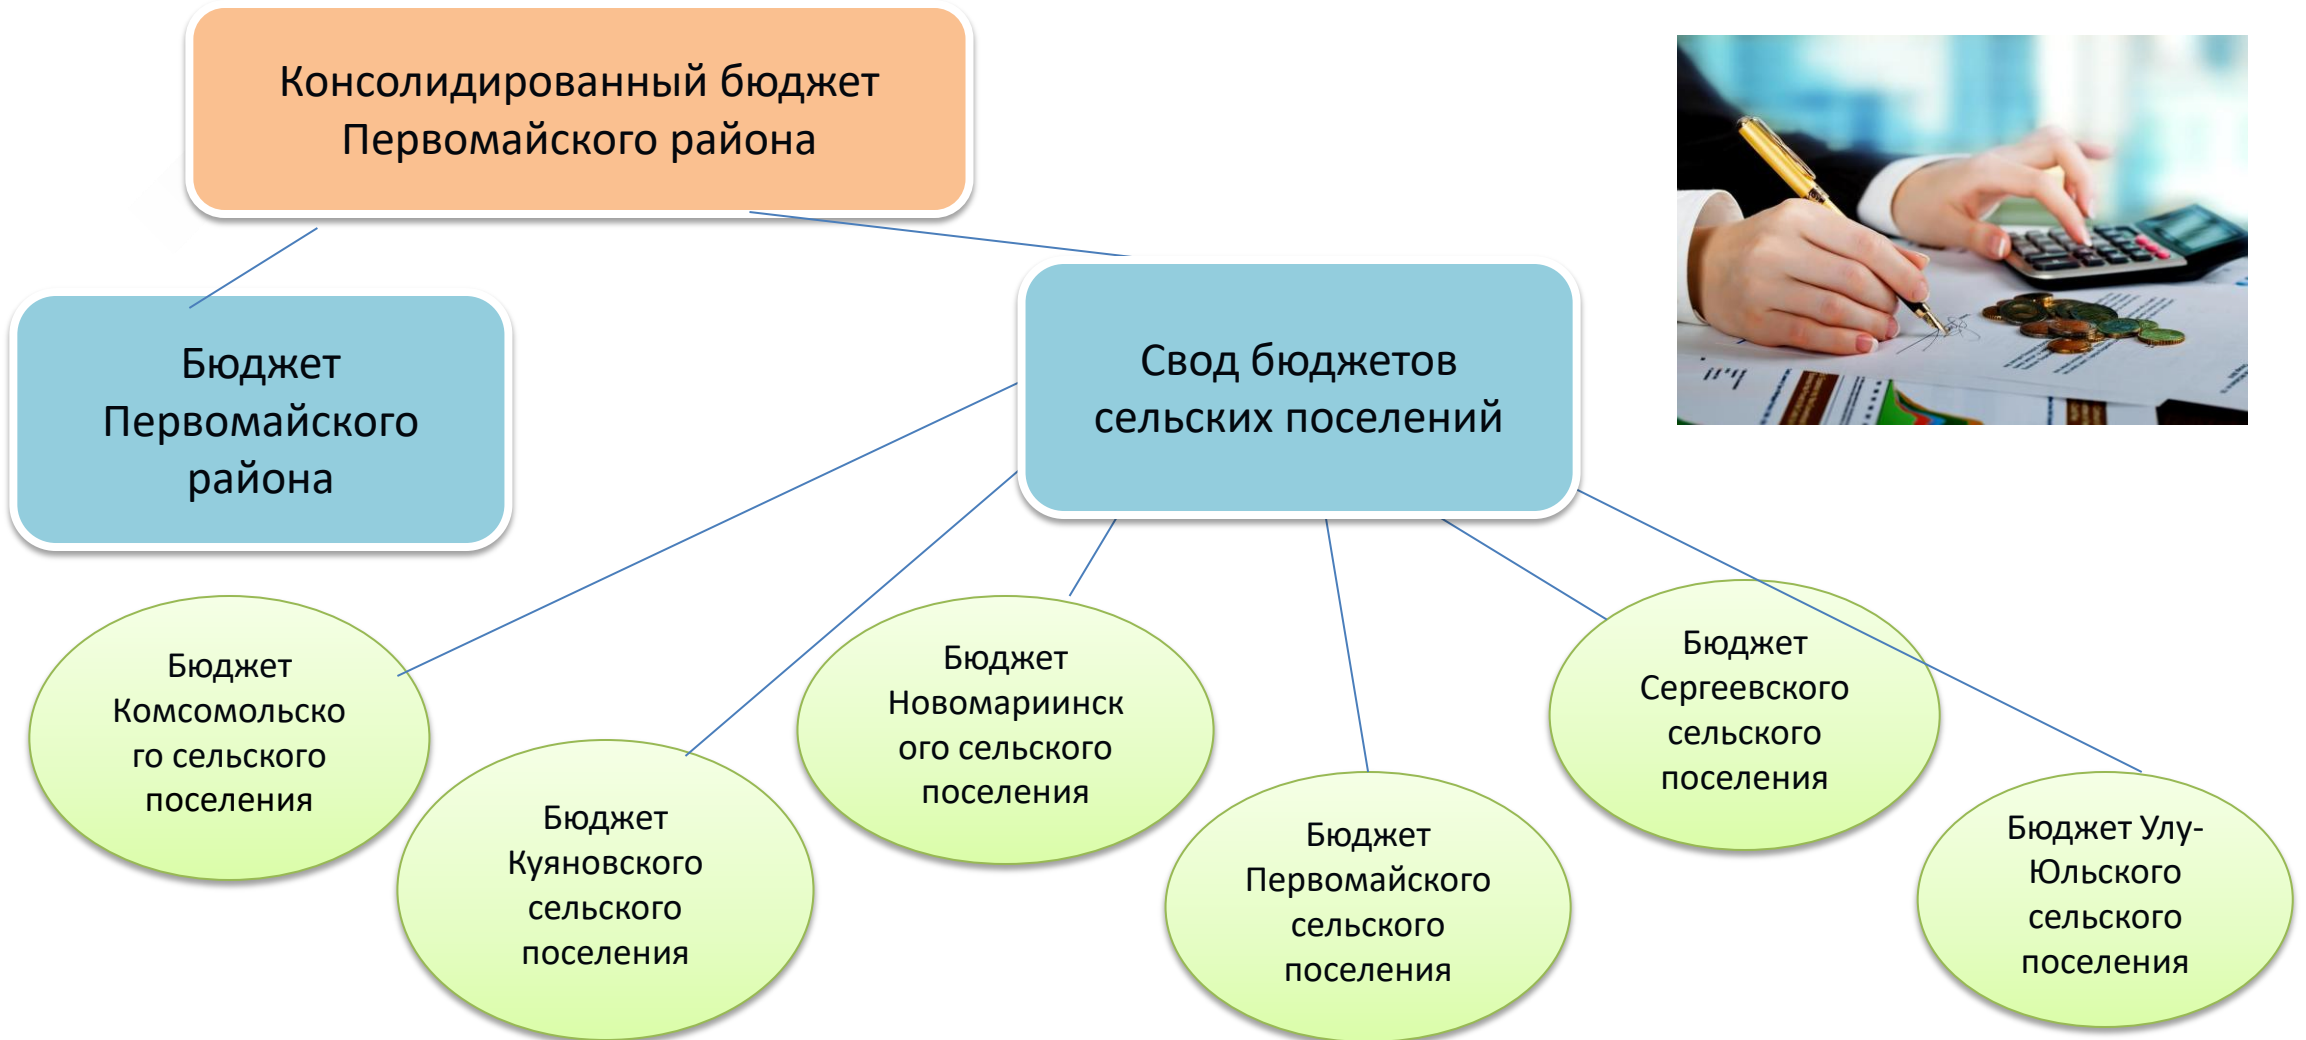 Консолидированный бюджет
Первомайского района
Бюджет
Первомайского
района
Свод бюджетов
сельских поселений
Бюджет
Комсомольско
го сельского
поселения
Бюджет
Куяновского
сельского
поселения
Бюджет
Новомариинск
ого сельского
поселения
Бюджет
Первомайского
сельского
поселения
Бюджет
Сергеевского
сельского
поселения
Бюджет Улу-
Юльского
сельского
поселения